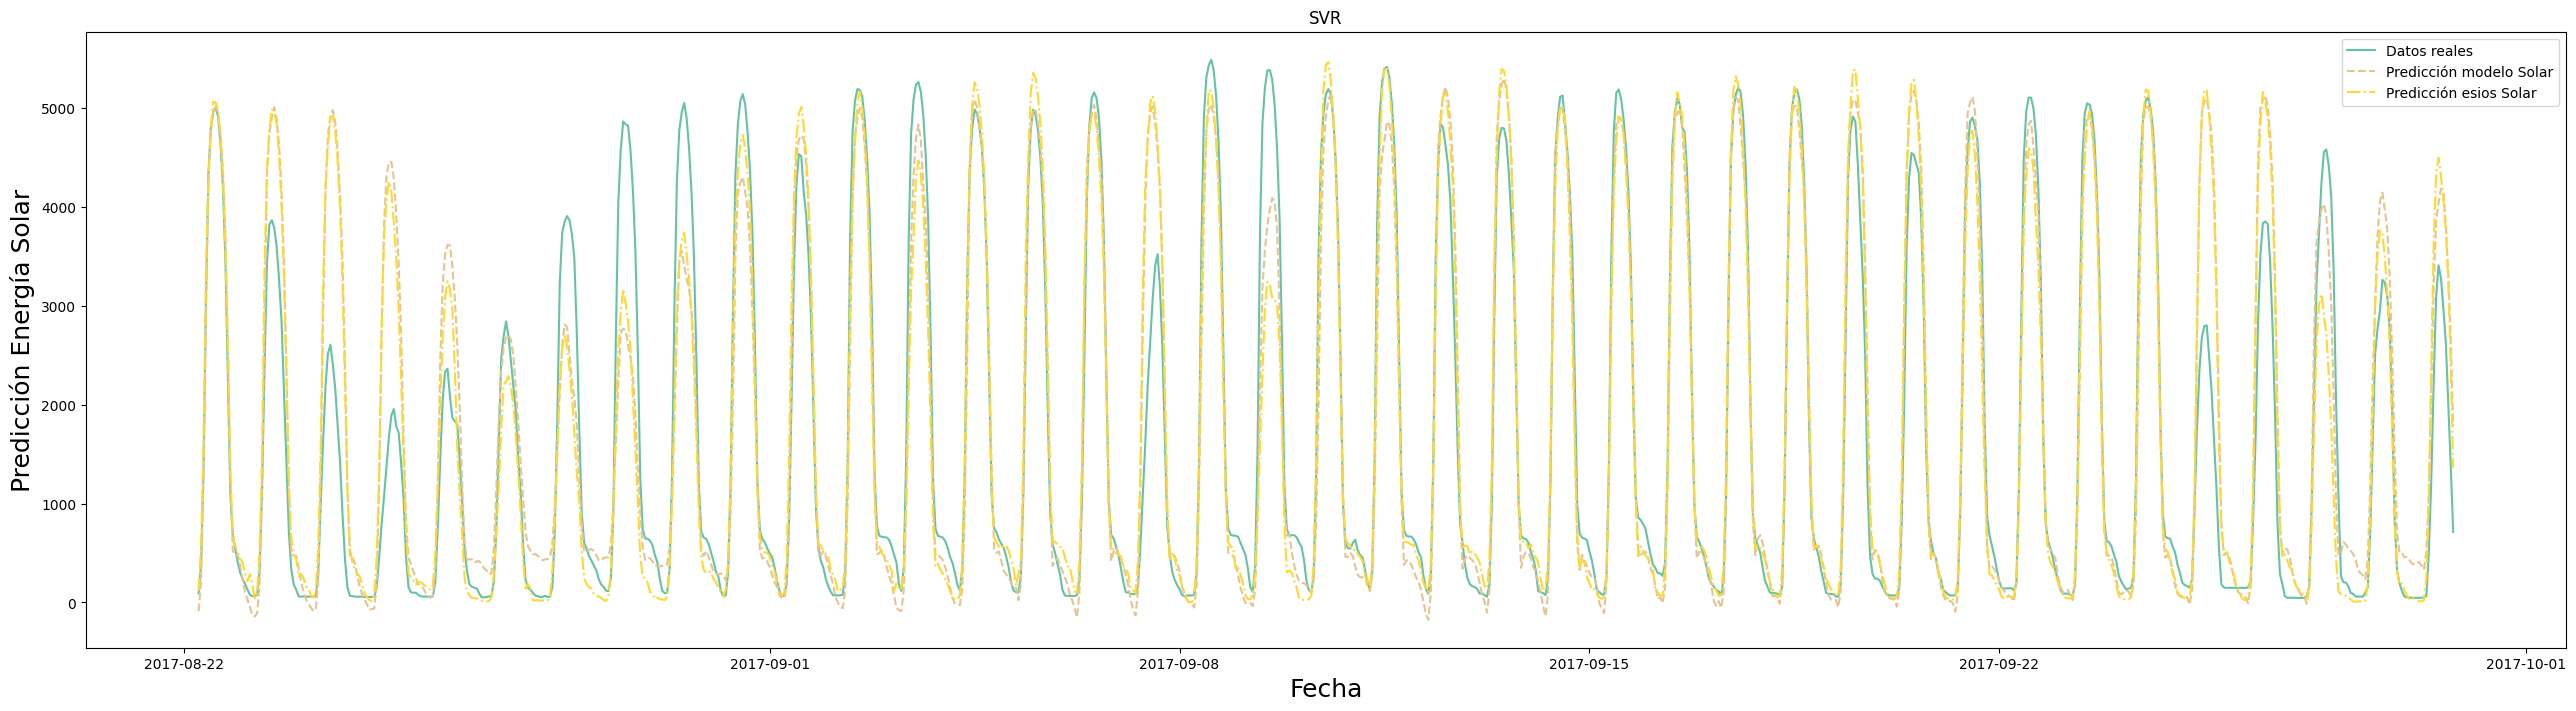 SVR
Datos reales
Predicción modelo Solar
Predicción esios Solar
Predicción Energía Solar
5000
4000
3000
2000
1000
0
2017-08-22
2017-09-01
2017-09-08
2017-09-15
2017-09-22
2017-10-01
Fecha